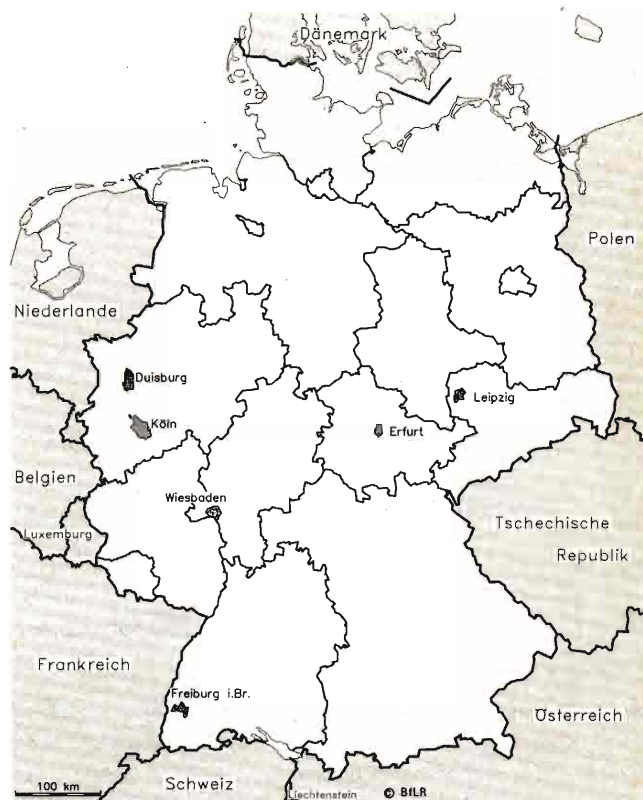 Dänemark
Polen
Niederlande
Duisburg
Leipzig
Köln
Erfurt
Belgien
Wiesbaden
Luxemburg
Tschechische
Republik
Frankreich
Freiburg i.Br.
Österreich
100 km
Schweiz
Liechtenstein
© BfLR